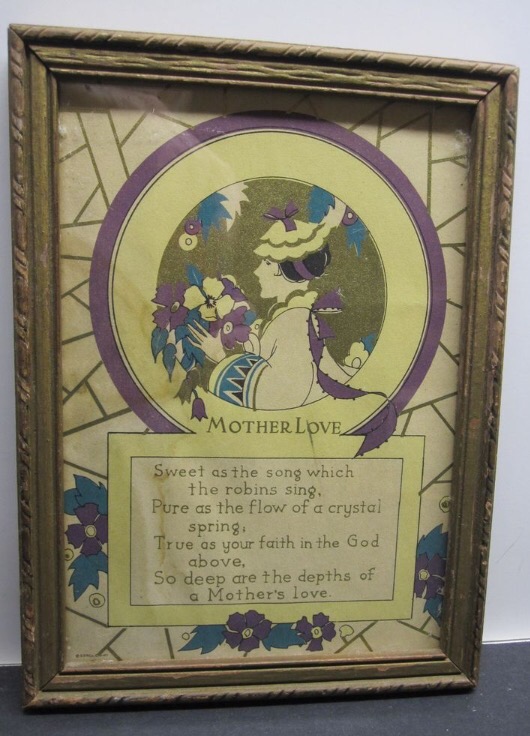 MOTHER LOVE
Sweet as the song which
the robins sing,
Pure as the flow of a crystal
spring;
True as your faith in the God
above,
So deep are the depths of
a Mother's love.